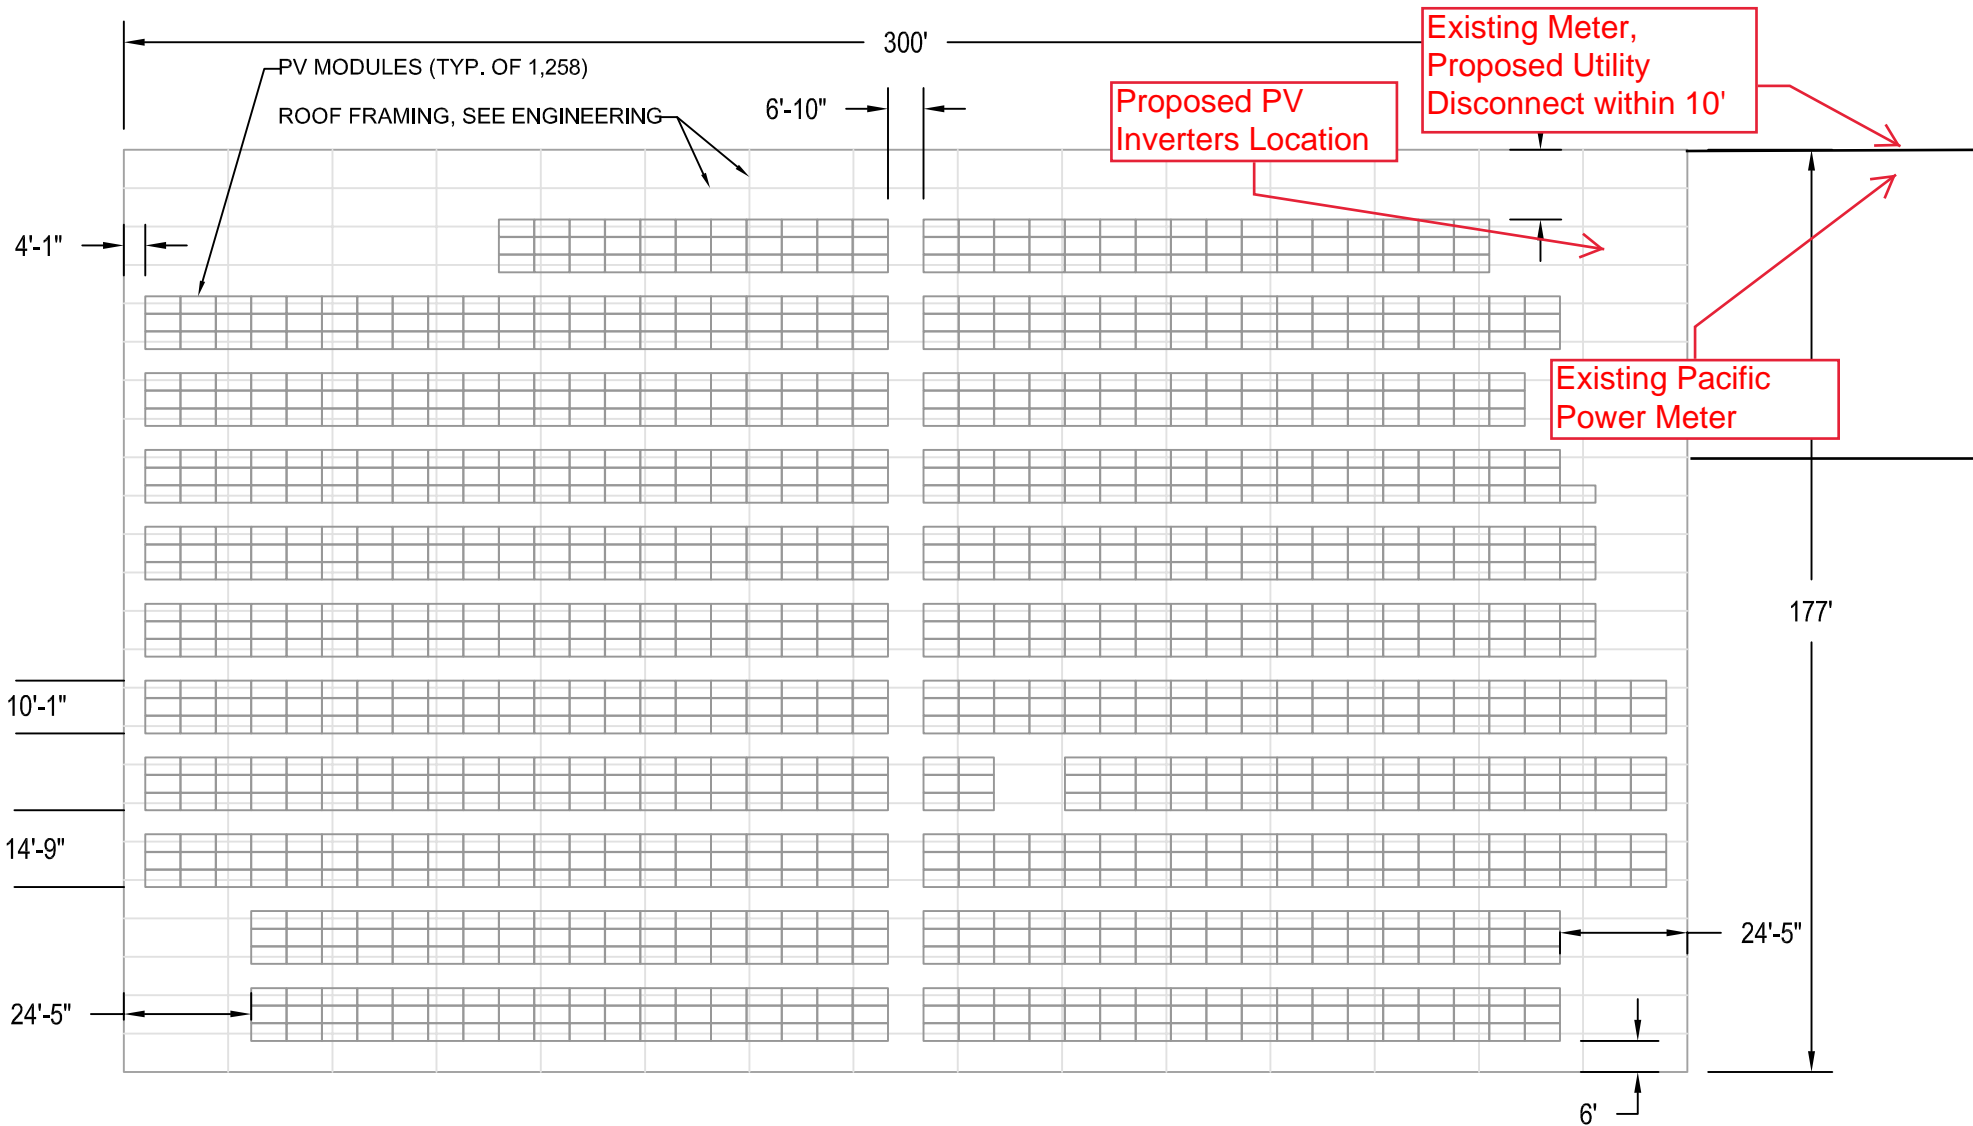 300'
Existing Meter,
Proposed Utility
Disconnect within 10'
PV MODULES (TYP. OF 1,258)
ROOF FRAMING, SEE ENGINEERING
6'-10"
Proposed PV
Inverters Location
4'-1"
Existing Pacific
Power Meter
177'
10'-1"
14'-9"
24'-5"
24'-5"
6'